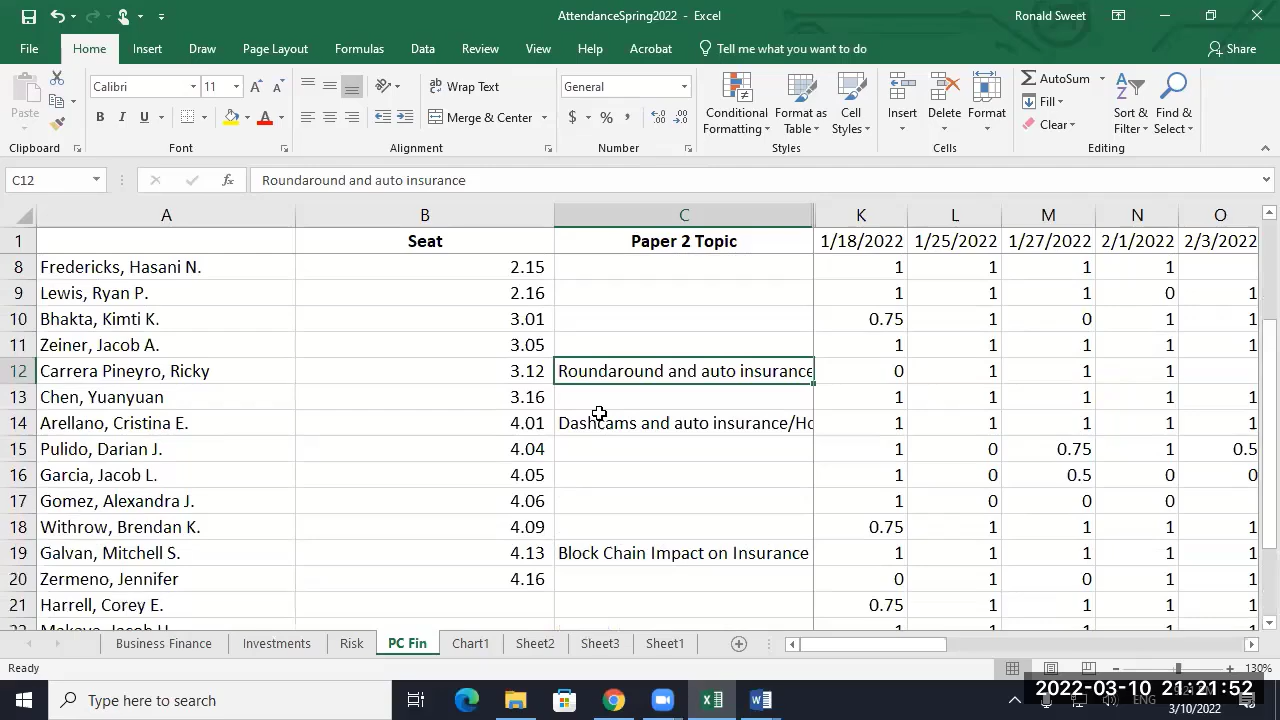 AttendanceSpring2022 - Excel
Ronald Sweet
File Home Insert Draw Page Layout Formulas Data Review View Help Acrobat Tell me what you want to do Share
Paste
Calibri 11
B I U
A A
Wrap Text
Merge & Center
General
$ % ,
Conditional Formatting
Format as Table
Cell Styles
Insert Delete Format
AutoSum
Fill
Clear
Sort & Filter
Find & Select
Clipboard Font Alignment Number Styles Cells Editing
C12 fx Roundaround and auto insurance
A B C K L M N O
1 Seat Paper 2 Topic 1/18/2022 1/25/2022 1/27/2022 2/1/2022 2/3/2022
8 Fredericks, Hasani N. 2.15 1 1 1 1
9 Lewis, Ryan P. 2.16 1 1 1 0 1
10 Bhakta, Kimti K. 3.01 0.75 1 0 1 1
11 Zeiner, Jacob A. 3.05 1 1 1 1 1
12 Carrera Pineyro, Ricky 3.12 Roundaround and auto insurance 0 1 1 1
13 Chen, Yuanyuan 3.16 1 1 1 1 1
14 Arellano, Cristina E. 4.01 Dashcams and auto insurance/Ho 1 1 1 1 1
15 Pulido, Darian J. 4.04 1 0 0.75 1 0.5
16 Garcia, Jacob L. 4.05 1 0 0.5 0 0
17 Gomez, Alexandra J. 4.06 1 0 0 0
18 Withrow, Brendan K. 4.09 0.75 1 1 1 1
19 Galvan, Mitchell S. 4.13 Block Chain Impact on Insurance 1 1 1 1 1
20 Zermeno, Jennifer 4.16 0 1 0 1 1
21 Harrell, Corey E. 0.75 1 1 1 1
Business Finance Investments Risk PC Fin Chart1 Sheet2 Sheet3 Sheet1
Ready 130%
Type here to search
2022-03-10 21:21:52
ENG
3/10/2022